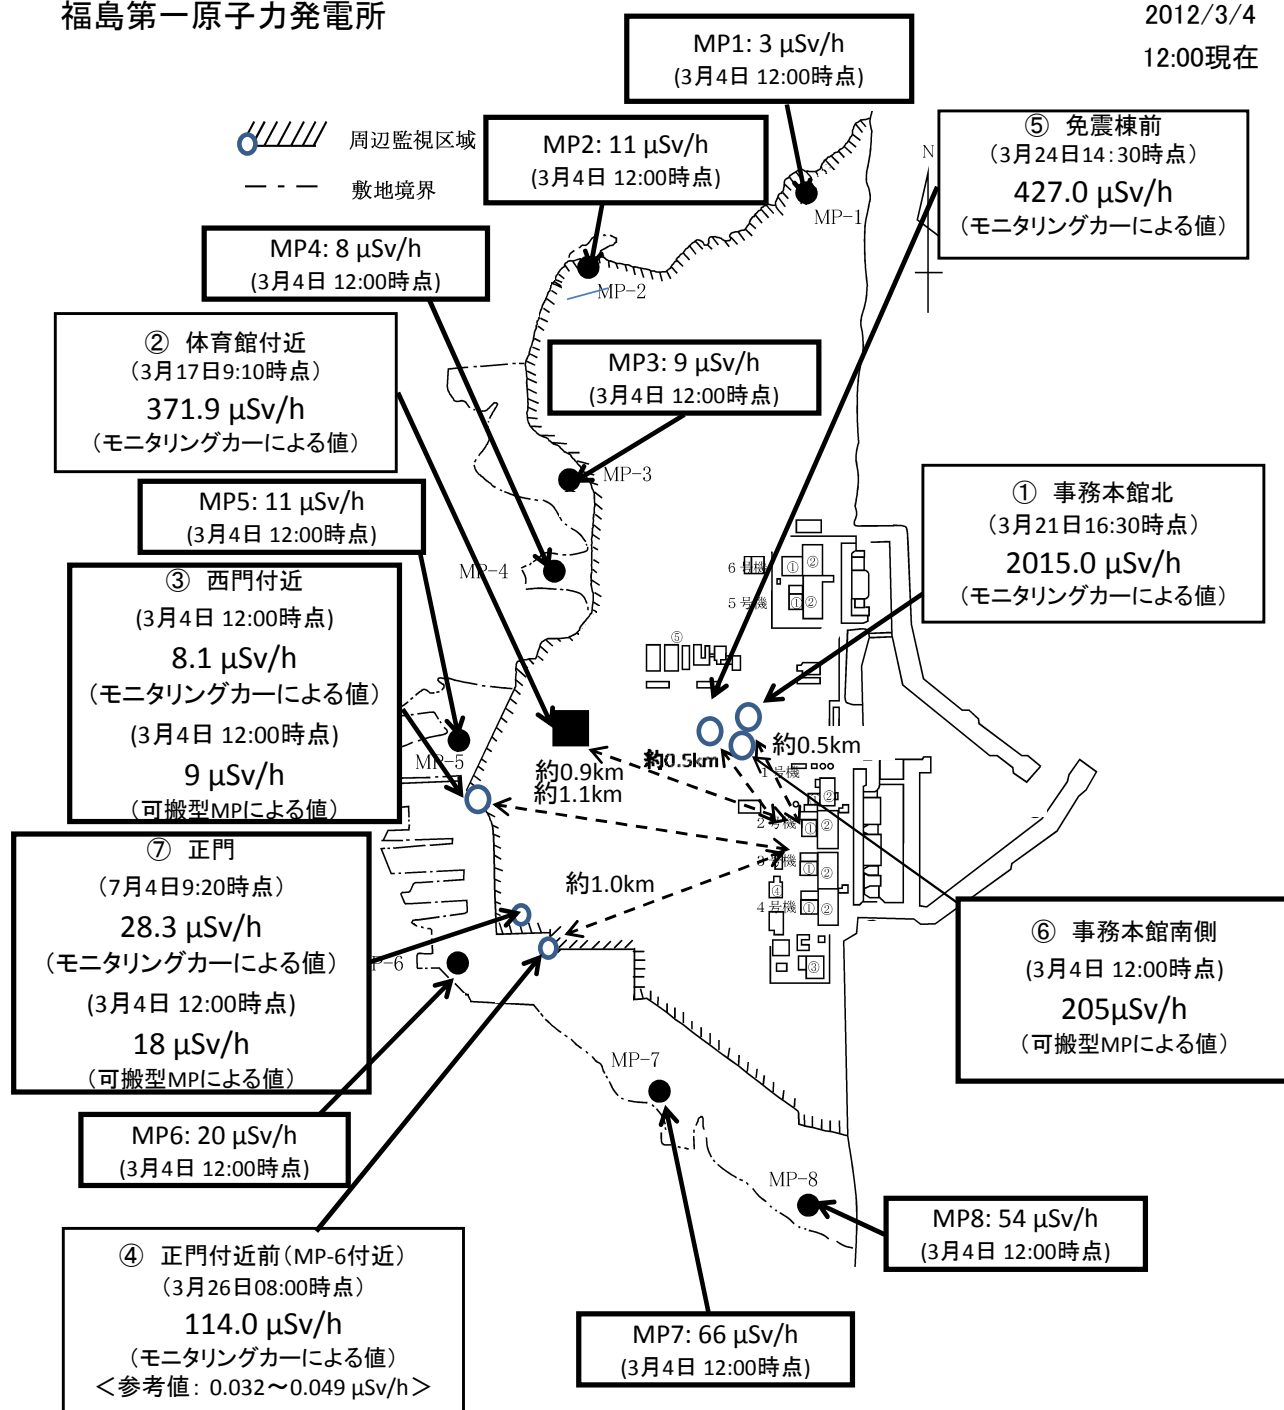 福島第一原子力発電所
2012/3/4
12:00現在
周辺監視区域
敷地境界
N
MP1: 3 μSv/h
(3月4日 12:00時点)
MP2: 11 μSv/h
(3月4日 12:00時点)
⑤ 免震棟前
(3月24日14:30時点)
427.0 μSv/h
(モニタリングカーによる値)
MP-1
MP4: 8 μSv/h
(3月4日 12:00時点)
MP-2
② 体育館付近
(3月17日9:10時点)
371.9 μSv/h
(モニタリングカーによる値)
MP3: 9 μSv/h
(3月4日 12:00時点)
MP-3
MP5: 11 μSv/h
(3月4日 12:00時点)
MP-4
① 事務本館北
(3月21日16:30時点)
2015.0 μSv/h
(モニタリングカーによる値)
6号機
① ②
5号機
① ②
⑤
③ 西門付近
(3月4日 12:00時点)
8.1 μSv/h
(モニタリングカーによる値)
(3月4日 12:00時点)
9 μSv/h
(可搬型MPによる値)
MP-5
約0.9km
約1.1km
約0.5km
約0.5km
1号機
②
2号機
① ②
3号機
① ②
④
4号機
① ②
③
約1.0km
⑦ 正門
(7月4日9:20時点)
28.3 μSv/h
(モニタリングカーによる値)
(3月4日 12:00時点)
18 μSv/h
(可搬型MPによる値)
P-6
⑥ 事務本館南側
(3月4日 12:00時点)
205μSv/h
(可搬型MPによる値)
MP-7
MP6: 20 μSv/h
(3月4日 12:00時点)
MP-8
MP8: 54 μSv/h
(3月4日 12:00時点)
④ 正門付近前(MP-6付近)
(3月26日08:00時点)
114.0 μSv/h
(モニタリングカーによる値)
<参考値: 0.032~0.049 μSv/h>
MP7: 66 μSv/h
(3月4日 12:00時点)